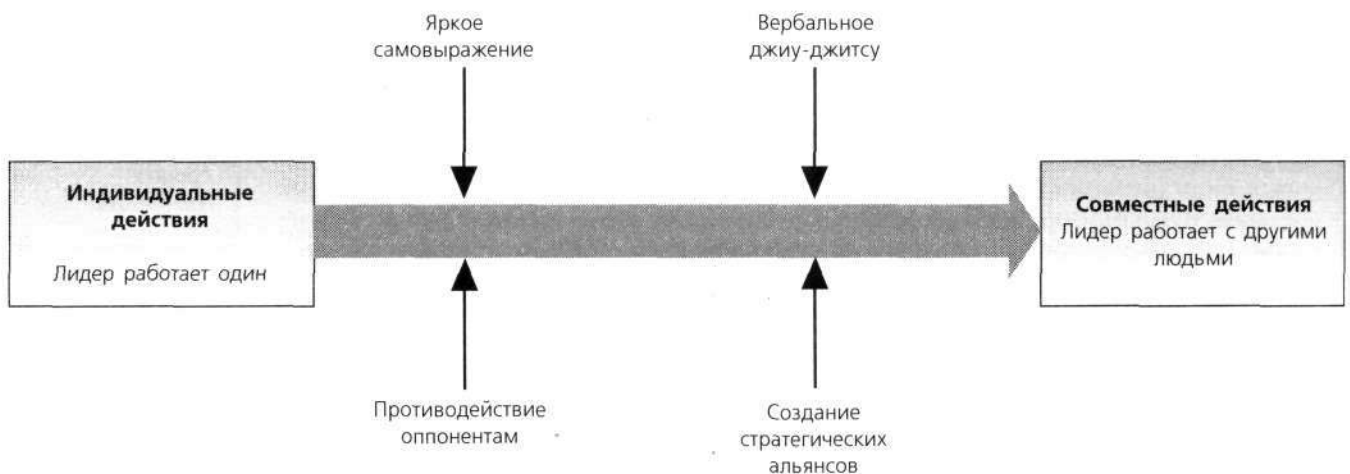 Яркое
самовыражение
Вербальное
джиу-джитсу
Индивидуальные
действия
Лидер работает один
Совместные действия
Лидер работает с другими
людьми
Противодействие
оппонентам
Создание
стратегических
альянсов